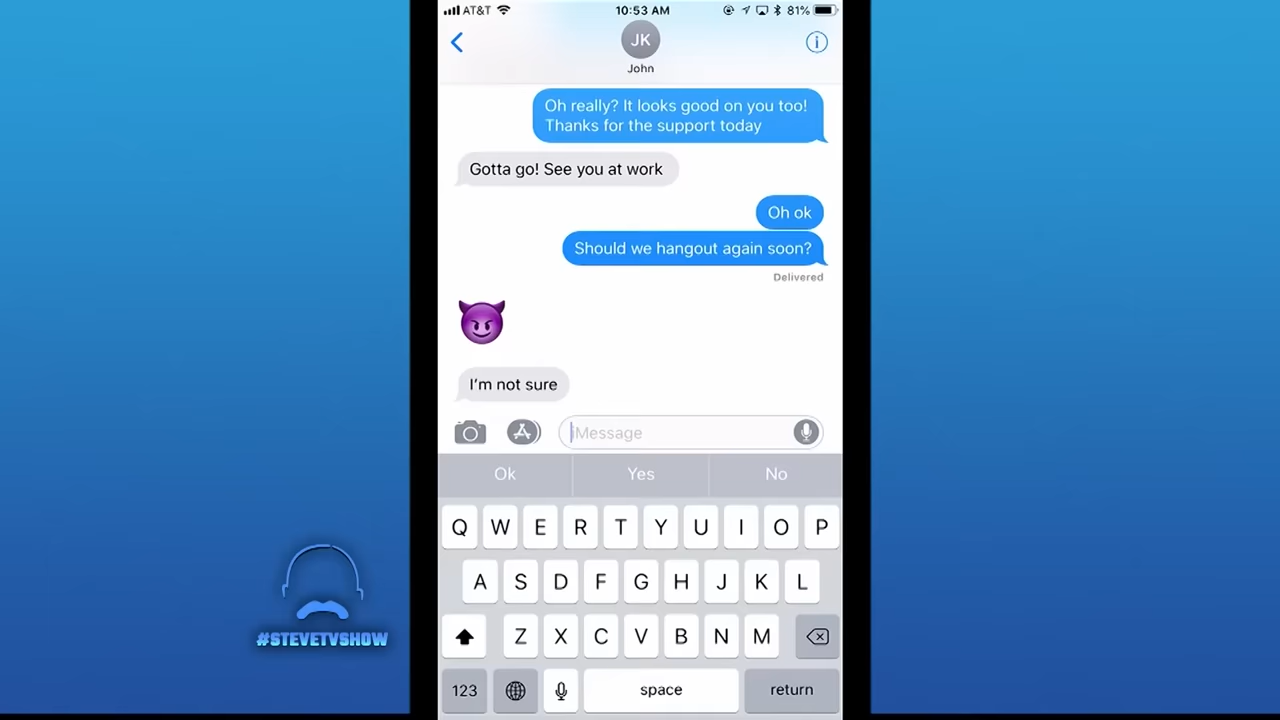 AT&T 10:53 AM 81%
JK
John
Oh really? It looks good on you too!
Thanks for the support today
Gotta go! See you at work
Oh ok
Should we hangout again soon?
Delivered
I'm not sure
iMessage
Ok Yes No
Q W E R T Y U I O P
A S D F G H J K L
Z X C V B N M
123 space return
#STEVETVSHOW